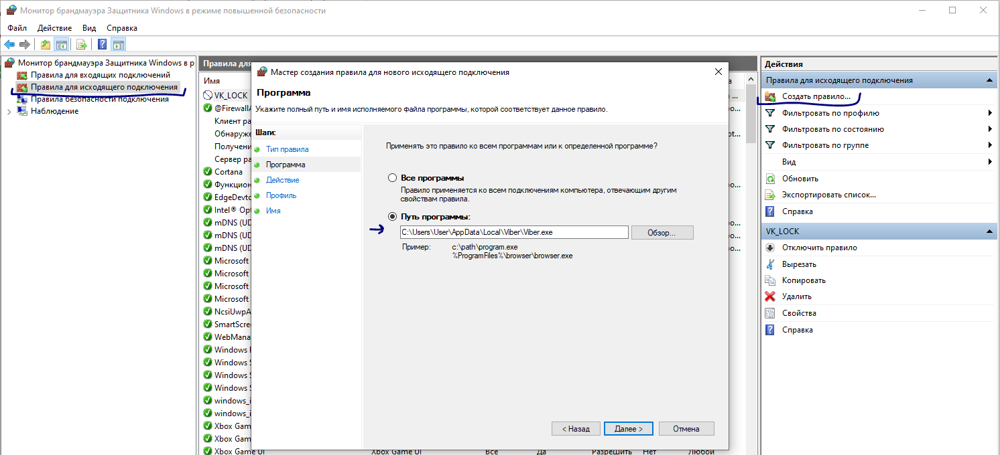 Монитор брандмауэра Защитника Windows в режиме повышенной безопасности
Файл Действие Вид Справка
Монитор брандмауэра Защитника Windows в р
Правила для входящих подключений
Правила для исходящего подключения
Правила безопасности подключения
Наблюдение
Правила для
Имя
VK_LOCK
@FirewallA
Клиент ра
Обнаруже
Получени
Сервер ра
Cortana
Функцион
EdgeDevto
Intel® Opt
mDNS (UD
mDNS (UD
mDNS (UD
Microsoft
Microsoft
Microsoft
Microsoft
NcsiUwpA
SmartScre
WebMana
Windows
Windows S
Windows S
Windows S
windows_i
windows_i
Xbox Gam
Xbox Gam
Xbox Game UI Xbox Game UI Все Да Разрешить Нет Любой
Мастер создания правила для нового исходящего подключения
Программа
Укажите полный путь и имя исполняемого файла программы, которой соответствует данное правило.
Шаги:
Тип правила
Программа
Действие
Профиль
Имя
Применять это правило ко всем программам или к определенной программе?
Все программы
Правило применяется ко всем подключениям компьютера, отвечающим другим
свойствам правила.
Путь программы:
C:\Users\User\AppData\Local\Viber\Viber.exe
Обзор...
Пример: c:\path\program.exe
%ProgramFiles%\browser\browser.exe
< Назад Далее > Отмена
Действия
Правила для исходящего подключения
Создать правило...
Фильтровать по профилю
Фильтровать по состоянию
Фильтровать по группе
Вид
Обновить
Экспортировать список...
Справка
VK_LOCK
Отключить правило
Вырезать
Копировать
Удалить
Свойства
Справка